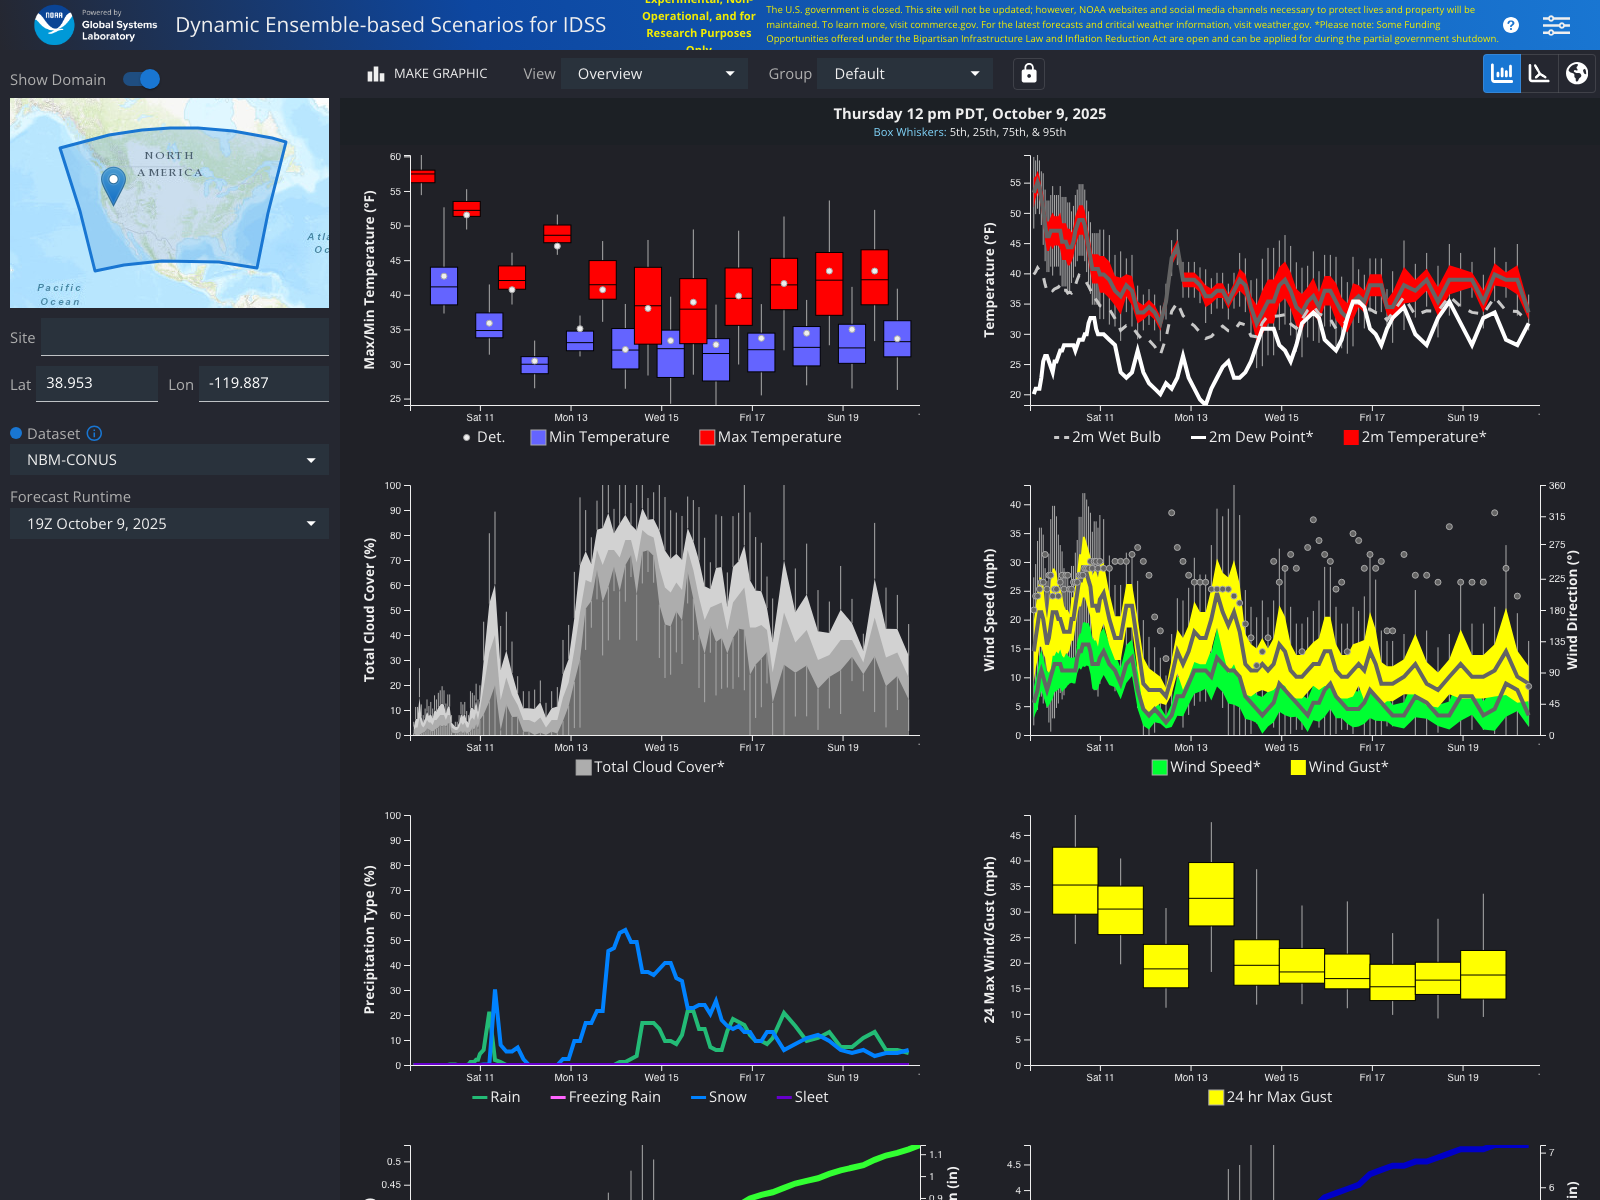 NOAA
Powered by
Global Systems
Laboratory
Dynamic Ensemble-based Scenarios for IDSS
Experimental, Non-
Operational, and for
Research Purposes
Only
The U.S. government is closed. This site will not be updated; however, NOAA websites and social media channels necessary to protect lives and property will be
maintained. To learn more, visit commerce.gov. For the latest forecasts and critical weather information, visit weather.gov. *Please note: Some Funding
Opportunities offered under the Bipartisan Infrastructure Law and Inflation Reduction Act are open and can be applied for during the partial government shutdown.
?
Show Domain
MAKE GRAPHIC
View
Overview
Group
Default
NORTH
AMERICA
Atla
Oc
Pacific
Ocean
Site
Lat
38.953
Lon
-119.887
Dataset
NBM-CONUS
Forecast Runtime
19Z October 9, 2025
Thursday 12 pm PDT, October 9, 2025
Box Whiskers: 5th, 25th, 75th, & 95th
Max/Min Temperature (°F)
60
55
50
45
40
35
30
25
Sat 11
Mon 13
Wed 15
Fri 17
Sun 19
Det.
Min Temperature
Max Temperature
Temperature (°F)
55
50
45
40
35
30
25
20
Sat 11
Mon 13
Wed 15
Fri 17
Sun 19
2m Wet Bulb
2m Dew Point*
2m Temperature*
Total Cloud Cover (%)
100
90
80
70
60
50
40
30
20
10
0
Sat 11
Mon 13
Wed 15
Fri 17
Sun 19
Total Cloud Cover*
Wind Speed (mph)
40
35
30
25
20
15
10
5
0
Wind Direction (°)
360
315
275
225
180
135
90
45
0
Sat 11
Mon 13
Wed 15
Fri 17
Sun 19
Wind Speed*
Wind Gust*
Precipitation Type (%)
100
90
80
70
60
50
40
30
20
10
0
Sat 11
Mon 13
Wed 15
Fri 17
Sun 19
Rain
Freezing Rain
Snow
Sleet
24 Max Wind/Gust (mph)
45
40
35
30
25
20
15
10
5
0
Sat 11
Mon 13
Wed 15
Fri 17
Sun 19
24 hr Max Gust
0.5
0.45
1.1
1
0.9
n (in)
4.5
4
7
6
in)